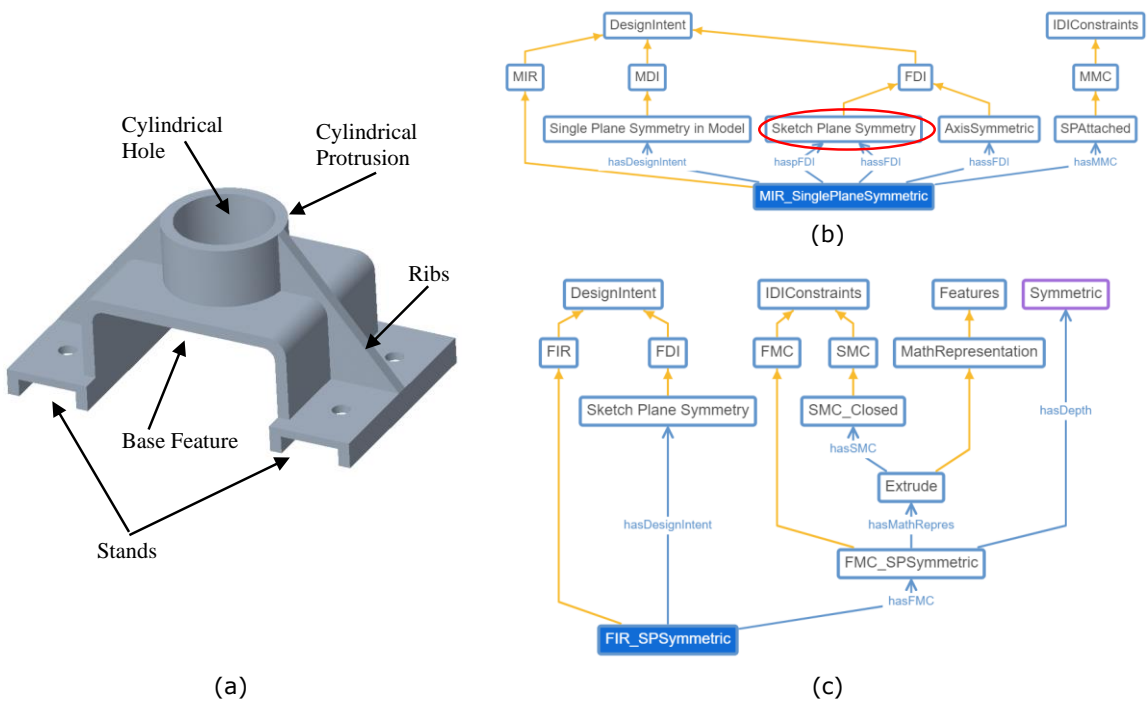 Cylindrical
Hole
Cylindrical
Protrusion
Ribs
Base Feature
Stands
(a)
DesignIntent
IDIConstraints
MIR
MDI
FDI
MMC
Single Plane Symmetry in Model
Sketch Plane Symmetry
AxisSymmetric
SPAttached
hasDesignIntent
haspFDI
hassFDI
hassFDI
hasMMC
MIR_SinglePlaneSymmetric
(b)
DesignIntent
IDIConstraints
Features
Symmetric
FIR
FDI
FMC
SMC
MathRepresentation
Sketch Plane Symmetry
SMC_Closed
hasDepth
hasSMC
Extrude
hasDesignIntent
hasMathRepres
FMC_SPSymmetric
hasFMC
FIR_SPSymmetric
(c)